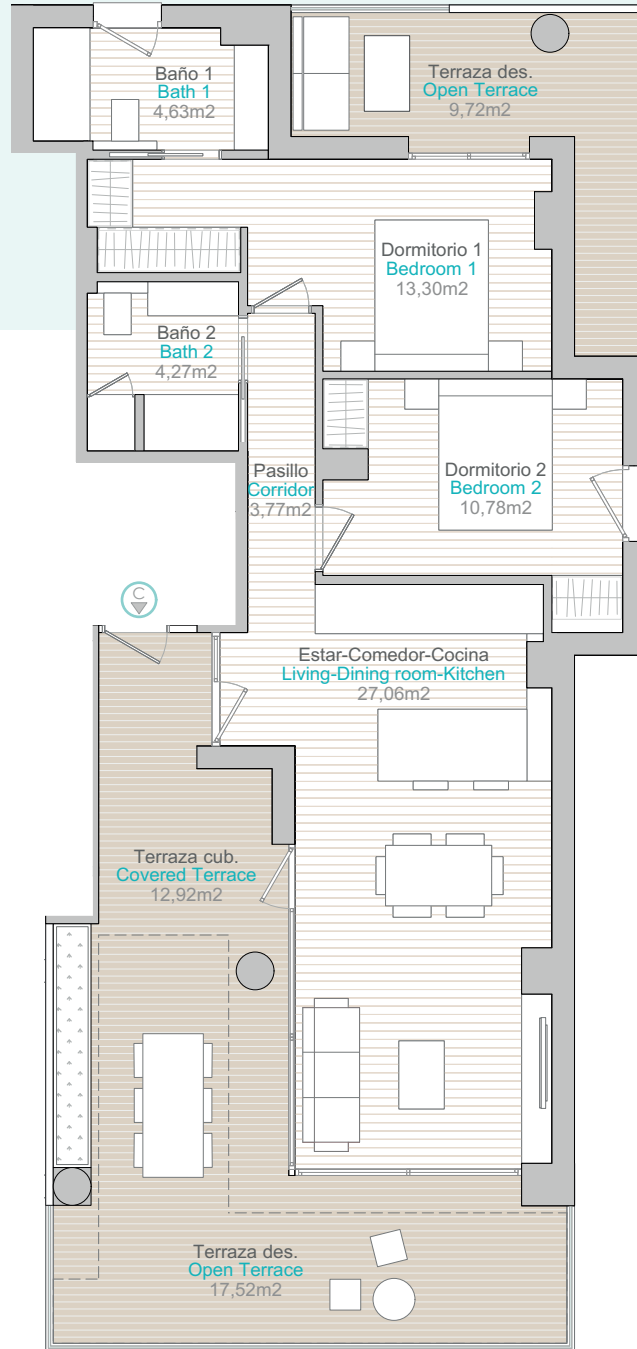 Baño 1
Bath 1
4,63m2
Terraza des.
Open Terrace
9,72m2
Dormitorio 1
Bedroom 1
13,30m2
Baño 2
Bath 2
4,27m2
Pasillo
Corridor
3,77m2
Dormitorio 2
Bedroom 2
10,78m2
C
Estar-Comedor-Cocina
Living-Dining room-Kitchen
27,06m2
Terraza cub.
Covered Terrace
12,92m2
Terraza des.
Open Terrace
17,52m2